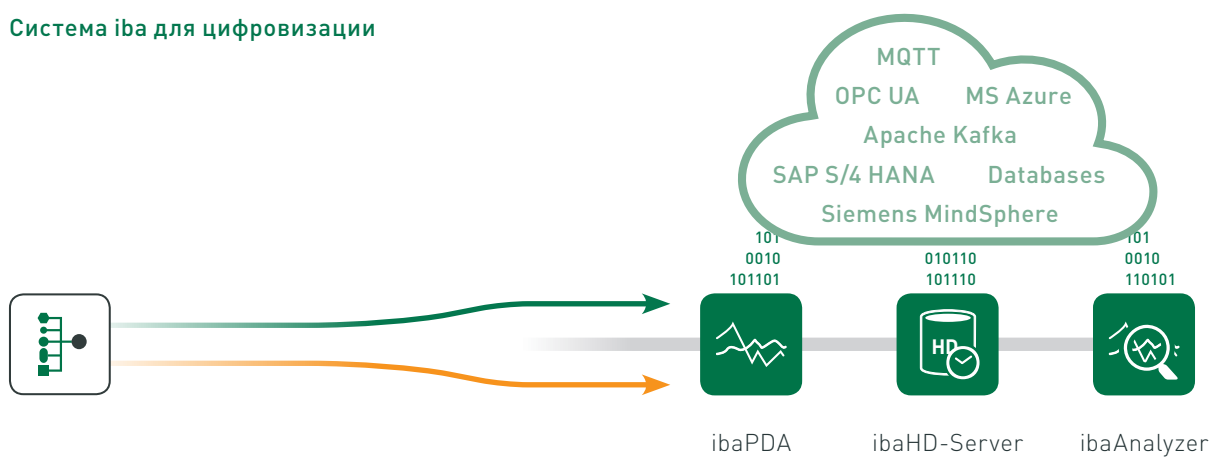 Система iba для цифровизации
MQTT
OPC UA MS Azure
Apache Kafka
SAP S/4 HANA Databases
Siemens MindSphere
101 101
0010 010110 0010
101101 101110 110101
HD
ibaPDA ibaHD-Server ibaAnalyzer